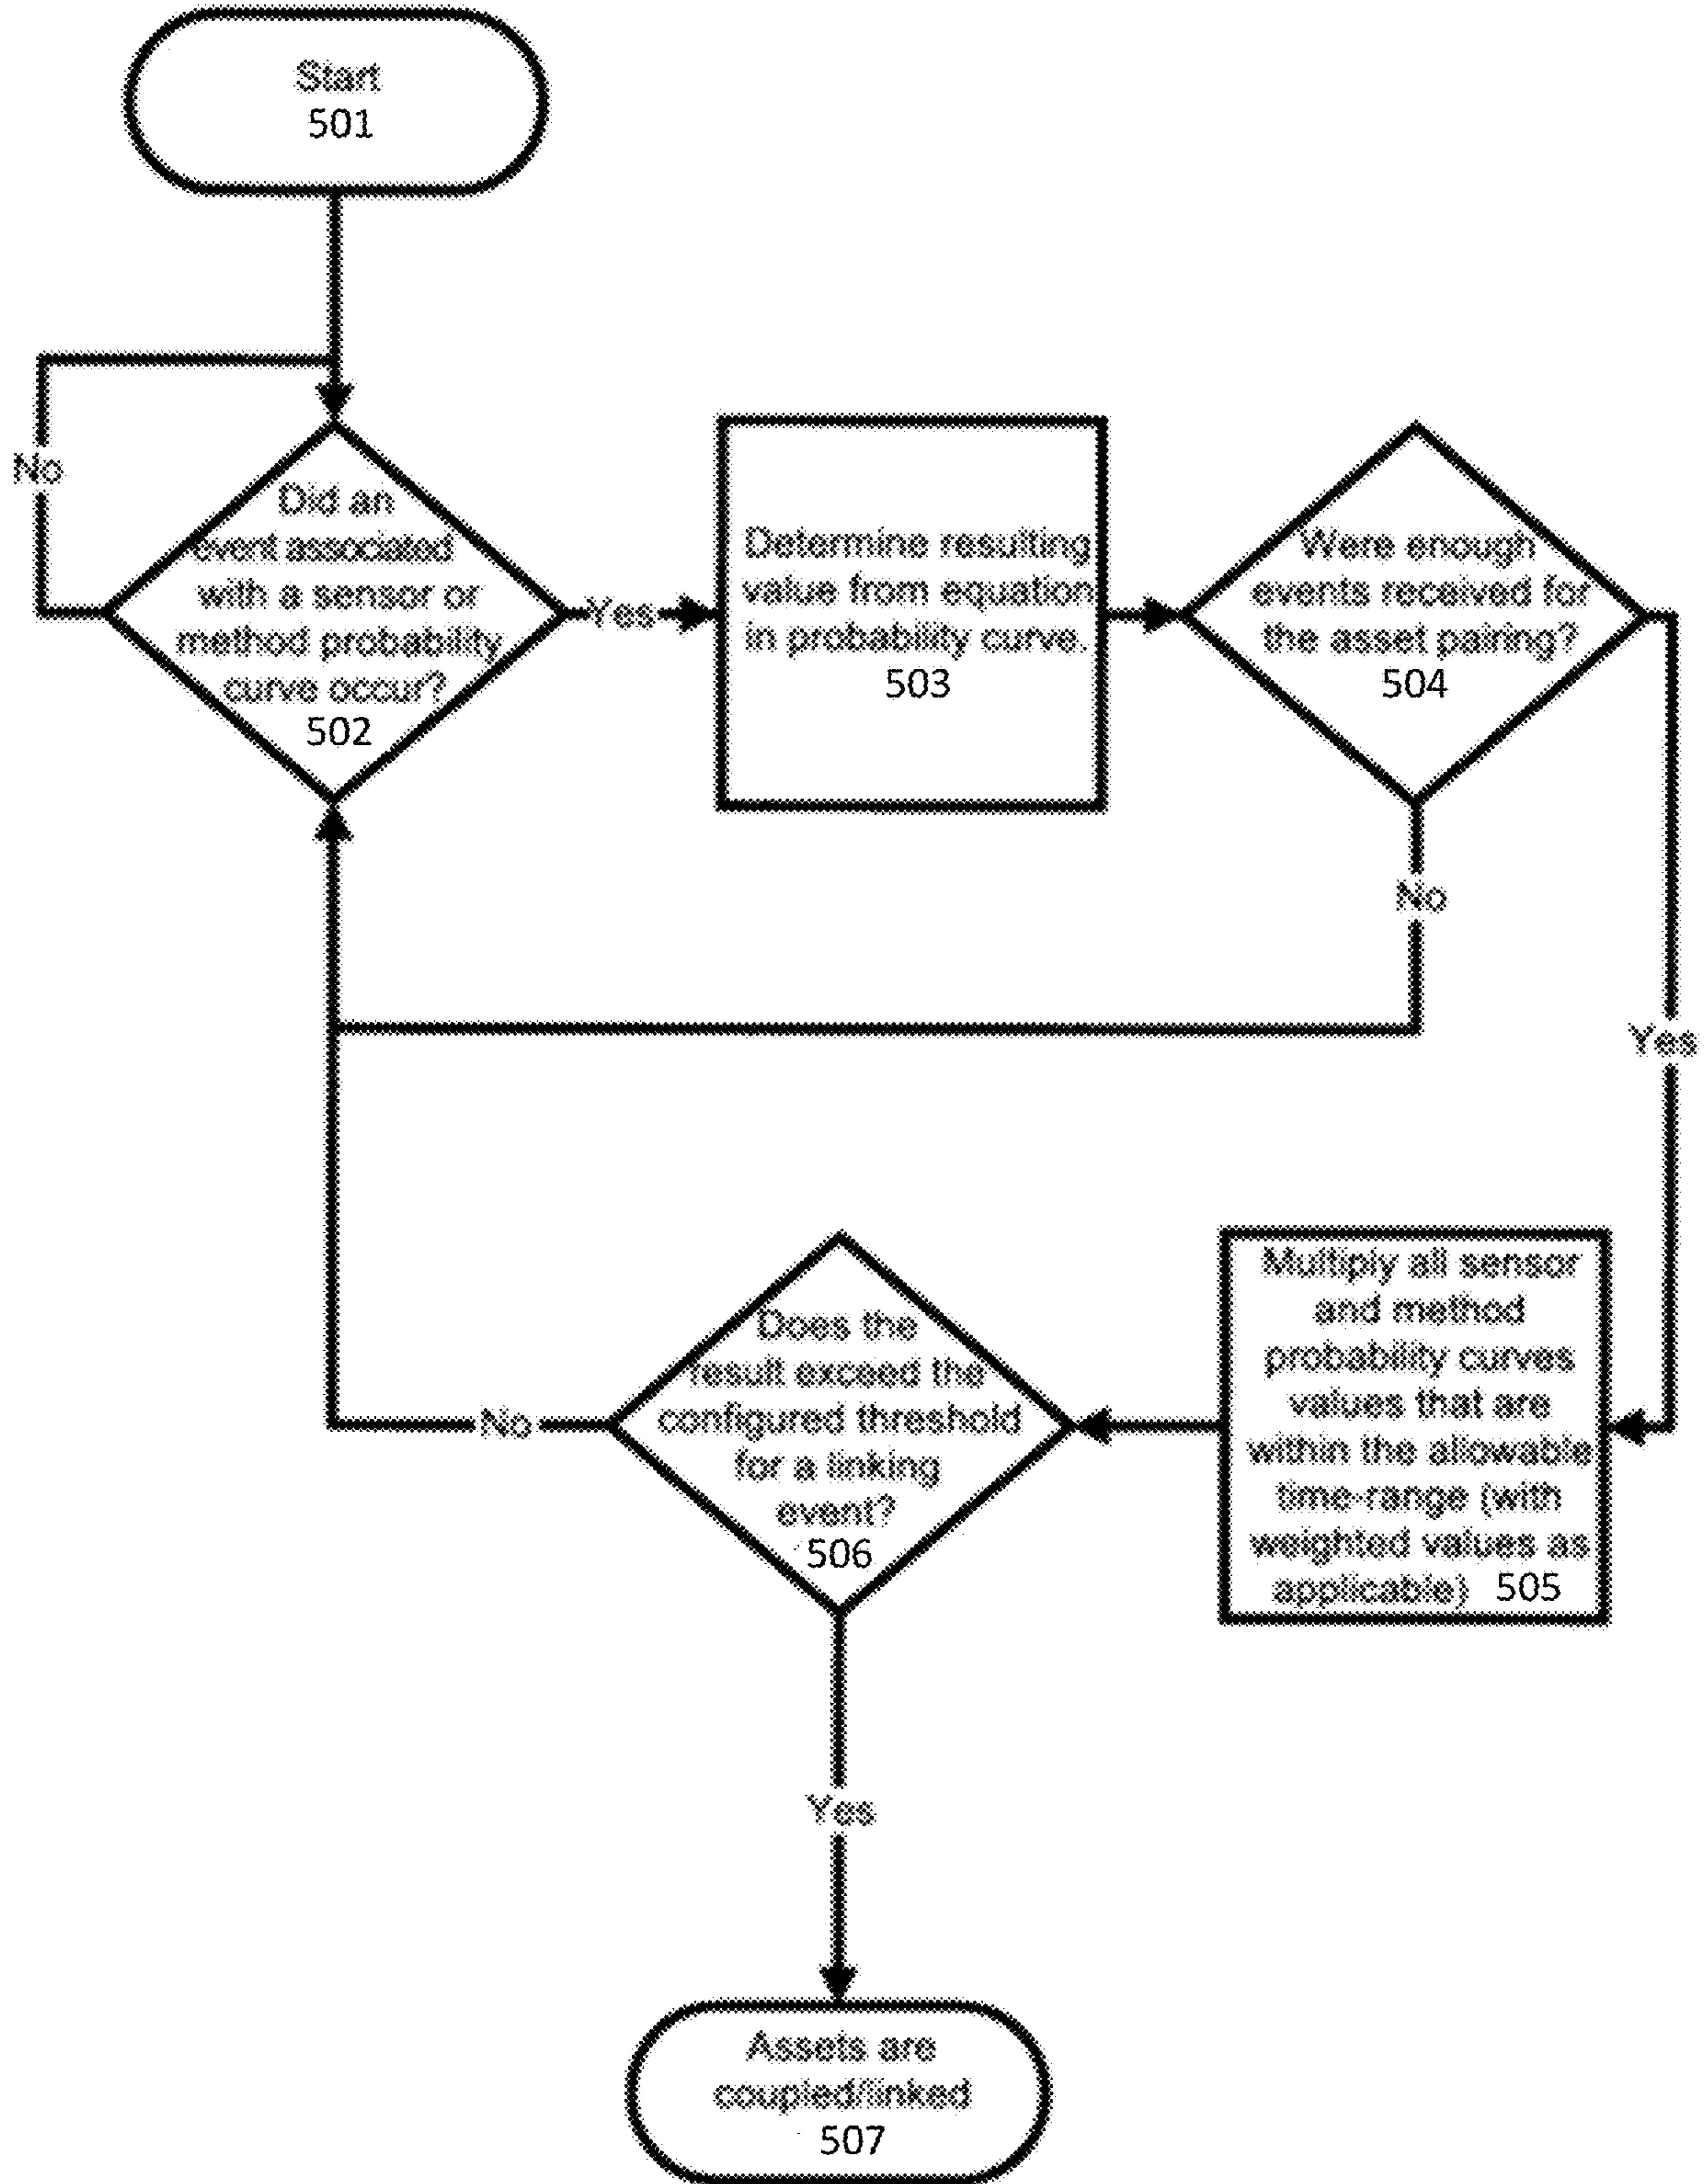 Start
501
No
Did an
event associated
with a sensor or
method probability
curve occur?
502
Yes
Determine resulting
value from equation
in probability curve.
503
Were enough
events received for
the asset pairing?
504
No
Yes
Multiply all sensor
and method
probability curves
values that are
within the allowable
time-range (with
weighted values as
applicable) 505
Does the
result exceed the
configured threshold
for a linking
event?
506
No
Yes
Assets are
coupled/linked
507